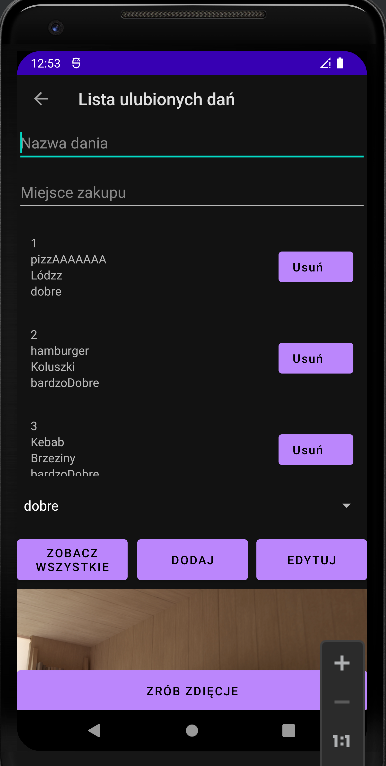 12:53
Lista ulubionych dań
Nazwa dania
Miejsce zakupu
1
pizzAAAAAAA
Lódzz
dobre
Usuń
2
hamburger
Koluszki
bardzoDobre
Usuń
3
Kebab
Brzeziny
bardzoDobre
Usuń
dobre
ZOBACZ
WSZYSTKIE
DODAJ
EDYTUJ
ZRÓB ZDIĘCJE
1:1